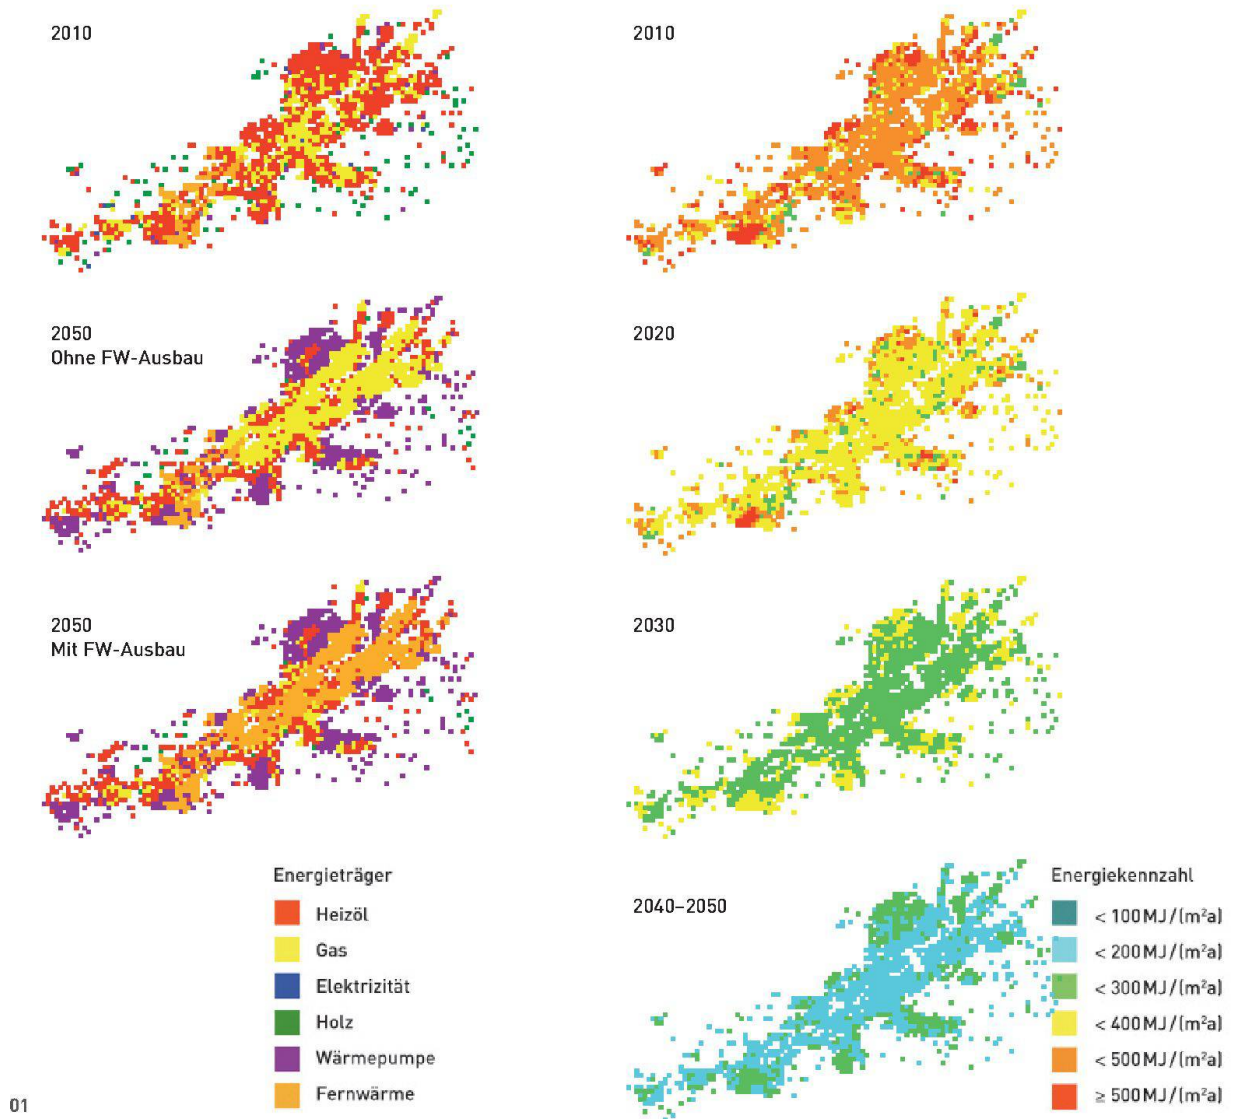 2010
2010
2050
Ohne FW-Ausbau
2020
2050
Mit FW-Ausbau
2030
2040–2050
Energieträger
Heizöl
Gas
Elektrizität
Holz
Wärmepumpe
Fernwärme
Energiekennzahl
< 100 MJ/(m²a)
< 200 MJ/(m²a)
< 300 MJ/(m²a)
< 400 MJ/(m²a)
< 500 MJ/(m²a)
≥ 500 MJ/(m²a)
01